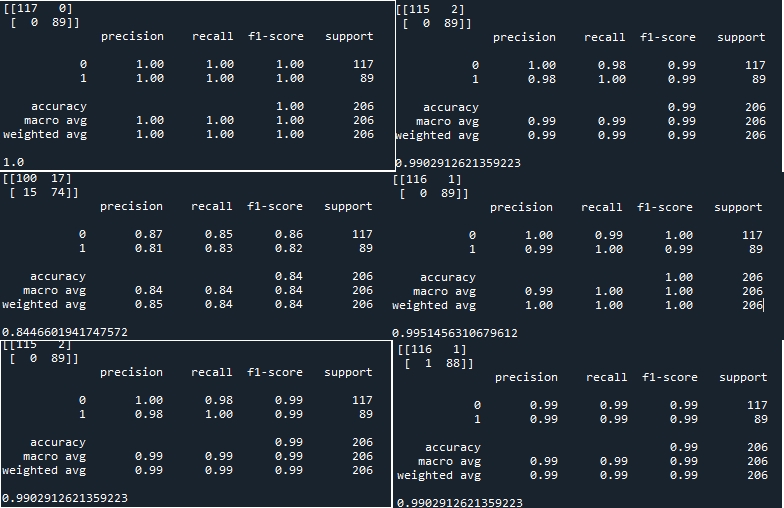 [[117   0]
 [  0  89]]
              precision    recall  f1-score   support

           0       1.00      1.00      1.00       117
           1       1.00      1.00      1.00        89

    accuracy                           1.00       206
   macro avg       1.00      1.00      1.00       206
weighted avg       1.00      1.00      1.00       206

1.0
[[115   2]
 [  0  89]]
              precision    recall  f1-score   support

           0       1.00      0.98      0.99       117
           1       0.98      1.00      0.99        89

    accuracy                           0.99       206
   macro avg       0.99      0.99      0.99       206
weighted avg       0.99      0.99      0.99       206

0.9902912621359223
[[100  17]
 [ 15  74]]
              precision    recall  f1-score   support

           0       0.87      0.85      0.86       117
           1       0.81      0.83      0.82        89

    accuracy                           0.84       206
   macro avg       0.84      0.84      0.84       206
weighted avg       0.85      0.84      0.84       206

0.8446601941747572
[[116   1]
 [  0  89]]
              precision    recall  f1-score   support

           0       1.00      0.99      1.00       117
           1       0.99      1.00      1.00        89

    accuracy                           1.00       206
   macro avg       0.99      1.00      1.00       206
weighted avg       1.00      1.00      1.00       206

0.9951456310679612
[[115   2]
 [  0  89]]
              precision    recall  f1-score   support

           0       1.00      0.98      0.99       117
           1       0.98      1.00      0.99        89

    accuracy                           0.99       206
   macro avg       0.99      0.99      0.99       206
weighted avg       0.99      0.99      0.99       206

0.9902912621359223
[[116   1]
 [  1  88]]
              precision    recall  f1-score   support

           0       0.99      0.99      0.99       117
           1       0.99      0.99      0.99        89

    accuracy                           0.99       206
   macro avg       0.99      0.99      0.99       206
weighted avg       0.99      0.99      0.99       206

0.9902912621359223